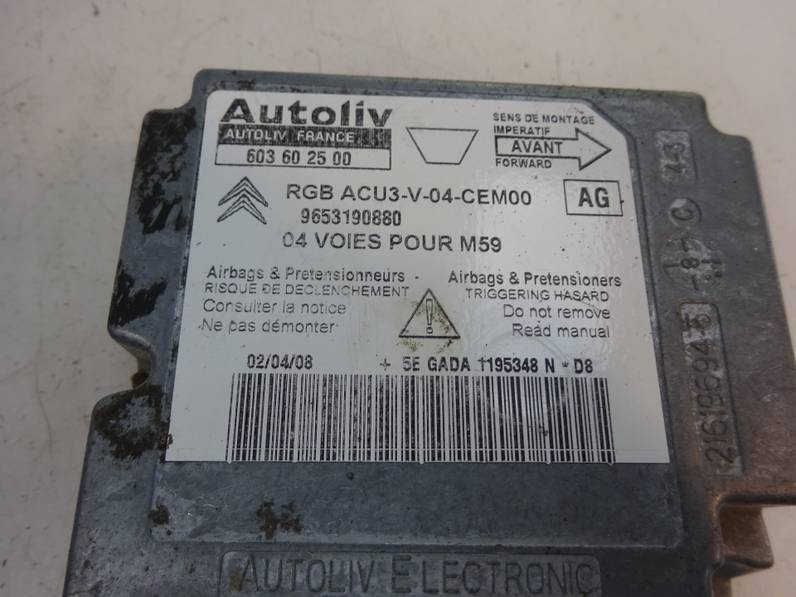 Autoliv
AUTOLIV FRANCE
603 60 25 00
SENS DE MONTAGE
IMPERATIF
AVANT
FORWARD
RGB ACU3-V-04-CEM00
AG
9653190880
04 VOIES POUR M59
Airbags & Pretensionneurs
RISQUE DE DECLENCHEMENT
Consulter la notice
Ne pas démonter
Airbags & Pretensioners
TRIGGERING HASARD
Do not remove
Read manual
02/04/08 + 5E GADA 1195348 N * D8
AUTOLIV ELECTRONIC